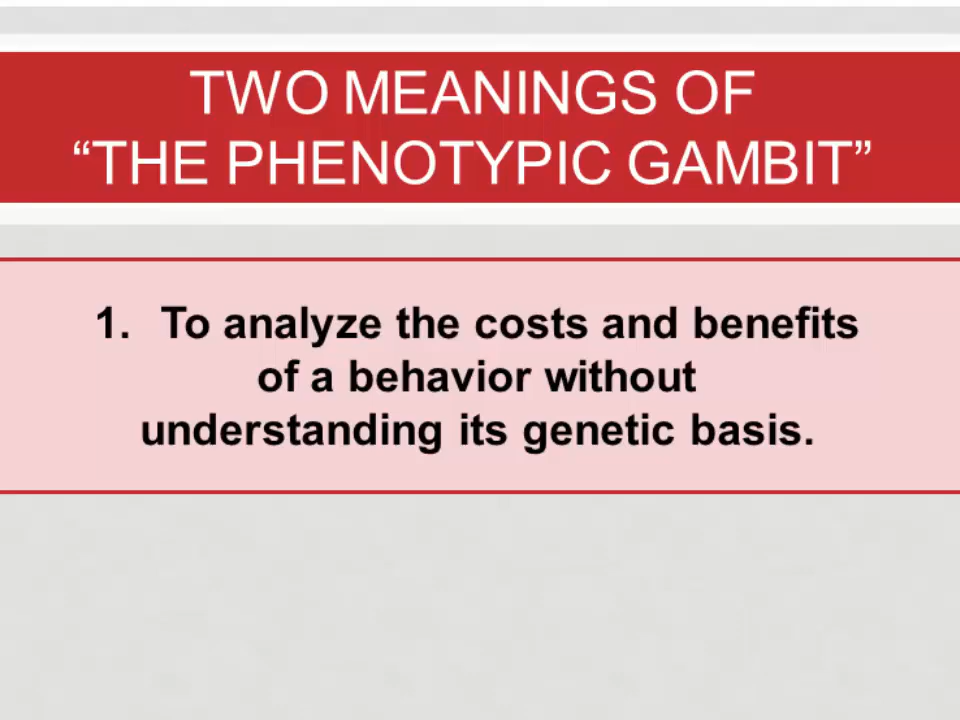 TWO MEANINGS OF
“THE PHENOTYPIC GAMBIT”
1. To analyze the costs and benefits
of a behavior without
understanding its genetic basis.